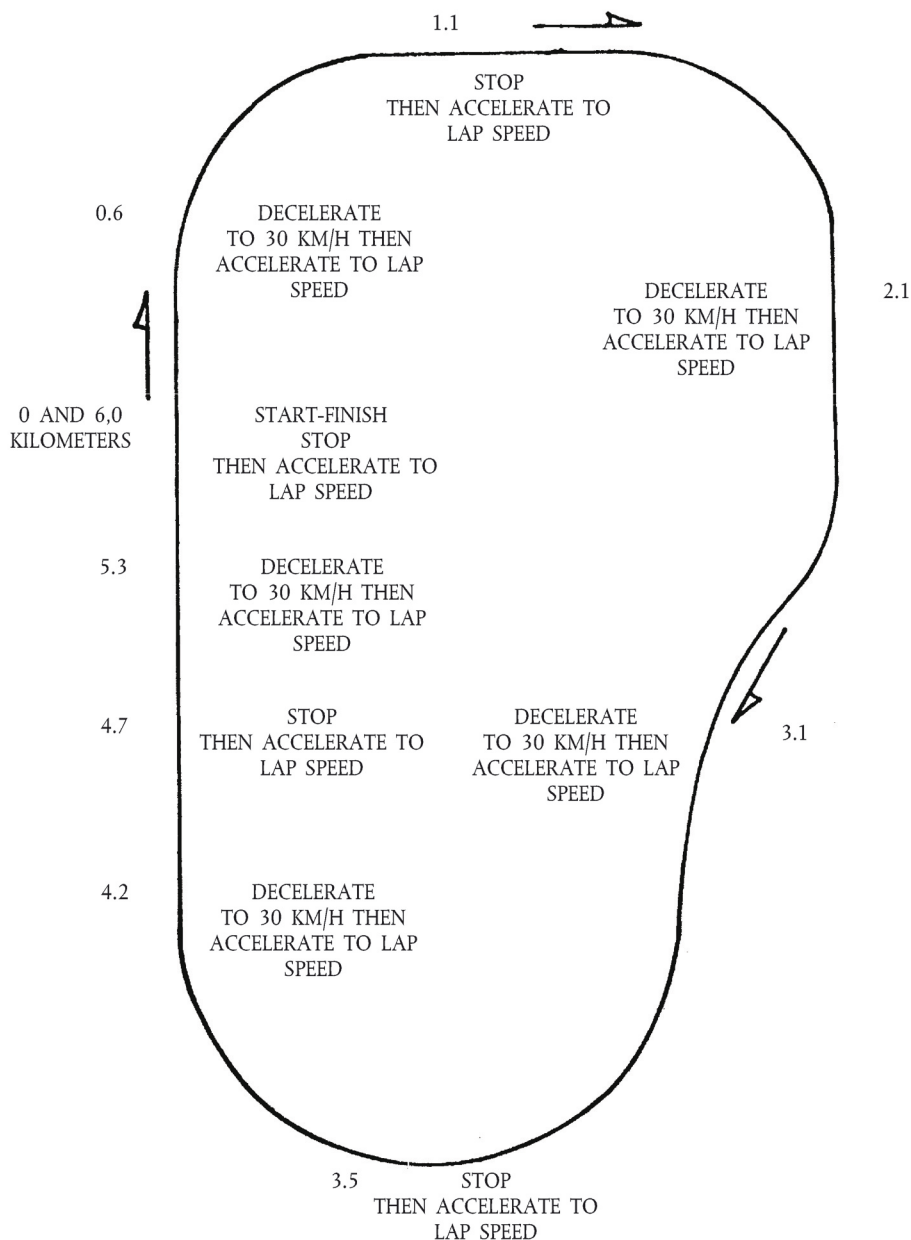 1.1
STOP
THEN ACCELERATE TO
LAP SPEED
0.6
DECELERATE
TO 30 KM/H THEN
ACCELERATE TO LAP
SPEED
DECELERATE
TO 30 KM/H THEN
ACCELERATE TO LAP
SPEED
2.1
0 AND 6,0
KILOMETERS
START-FINISH
STOP
THEN ACCELERATE TO
LAP SPEED
5.3
DECELERATE
TO 30 KM/H THEN
ACCELERATE TO LAP
SPEED
4.7
STOP
THEN ACCELERATE TO
LAP SPEED
DECELERATE
TO 30 KM/H THEN
ACCELERATE TO LAP
SPEED
3.1
4.2
DECELERATE
TO 30 KM/H THEN
ACCELERATE TO LAP
SPEED
3.5
STOP
THEN ACCELERATE TO
LAP SPEED